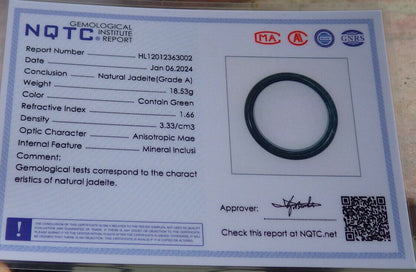 NQTC GEMOLOGICAL
INSTITUTE
® REPORT
MA
GNRS
Report Number HL12012363002
Date Jan 06.2024
Conclusion Natural Jadeite(Grade A)
Weight 18.53g
Color Contain Green
Refractive Index 1.66
Density 3.33/cm3
Optic Character Anisotropic Mae
Internal Feature Mineral Inclusi
Comment:
Gemological tests correspond to the charact
eristics of natural jadeite.
Approver:
Check this report at NQTC.net